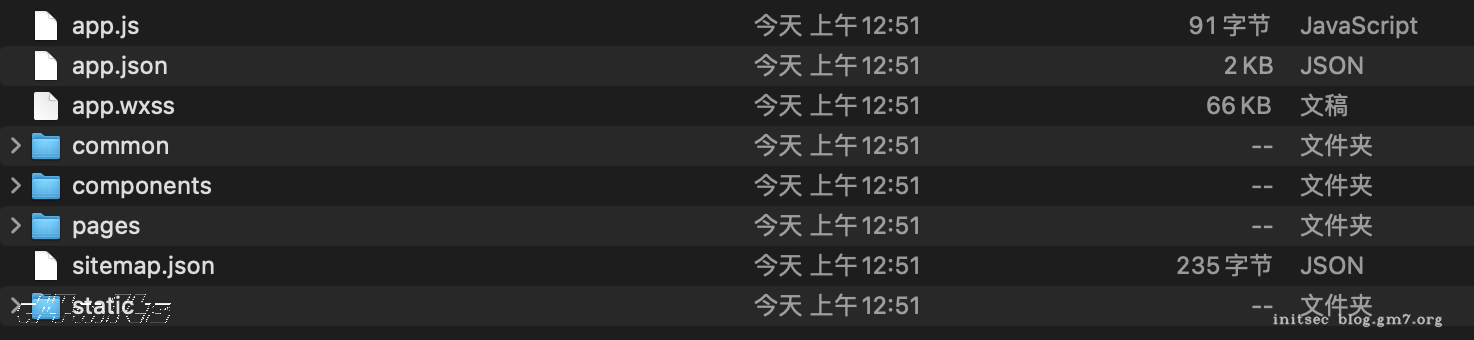 app.js 今天 上午12:51 91 字节 JavaScript
app.json 今天 上午12:51 2 KB JSON
app.wxss 今天 上午12:51 66 KB 文稿
common 今天 上午12:51 -- 文件夹
components 今天 上午12:51 -- 文件夹
pages 今天 上午12:51 -- 文件夹
sitemap.json 今天 上午12:51 235 字节 JSON
static 今天 上午12:51 -- 文件夹
initsec blog.gm7.org